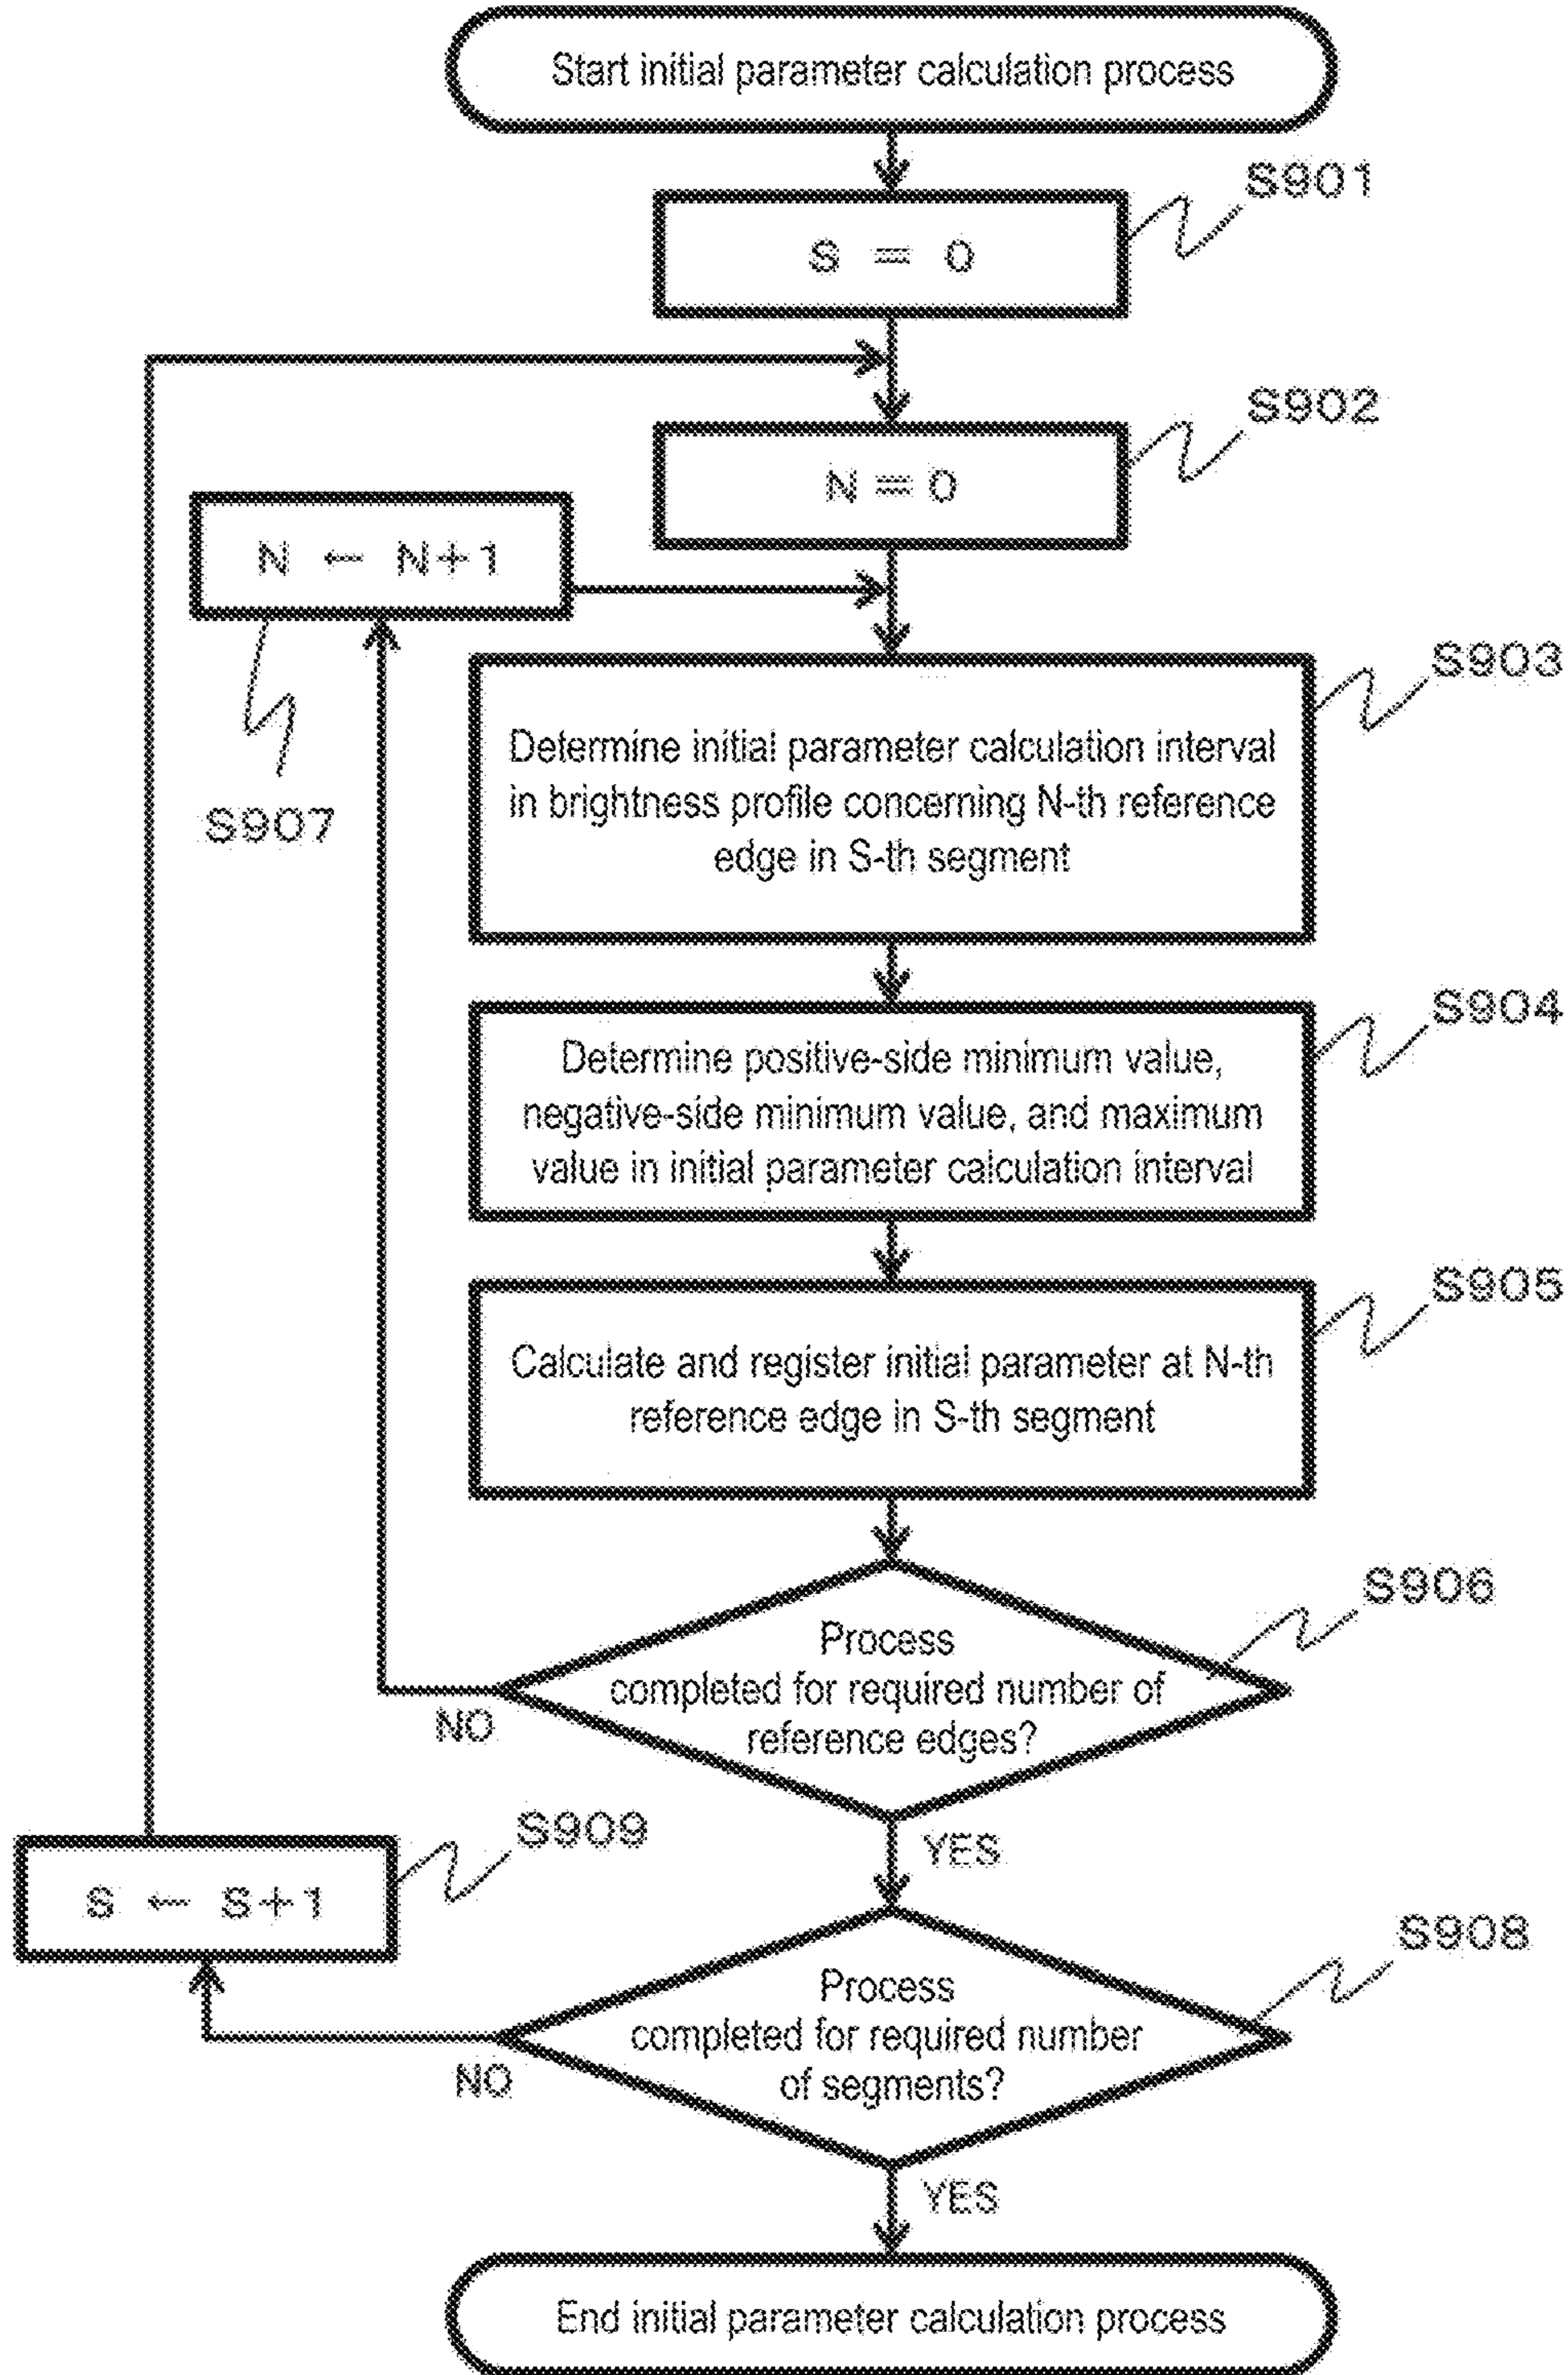 Start initial parameter calculation process
S901
S = 0
S902
N = 0
N ← N+1
S907
S903
Determine initial parameter calculation interval
in brightness profile concerning N-th reference
edge in S-th segment
S904
Determine positive-side minimum value,
negative-side minimum value, and maximum
value in initial parameter calculation interval
S905
Calculate and register initial parameter at N-th
reference edge in S-th segment
S906
Process
completed for required number of
reference edges?
NO
YES
S909
S ← S+1
S908
Process
completed for required number
of segments?
NO
YES
End initial parameter calculation process